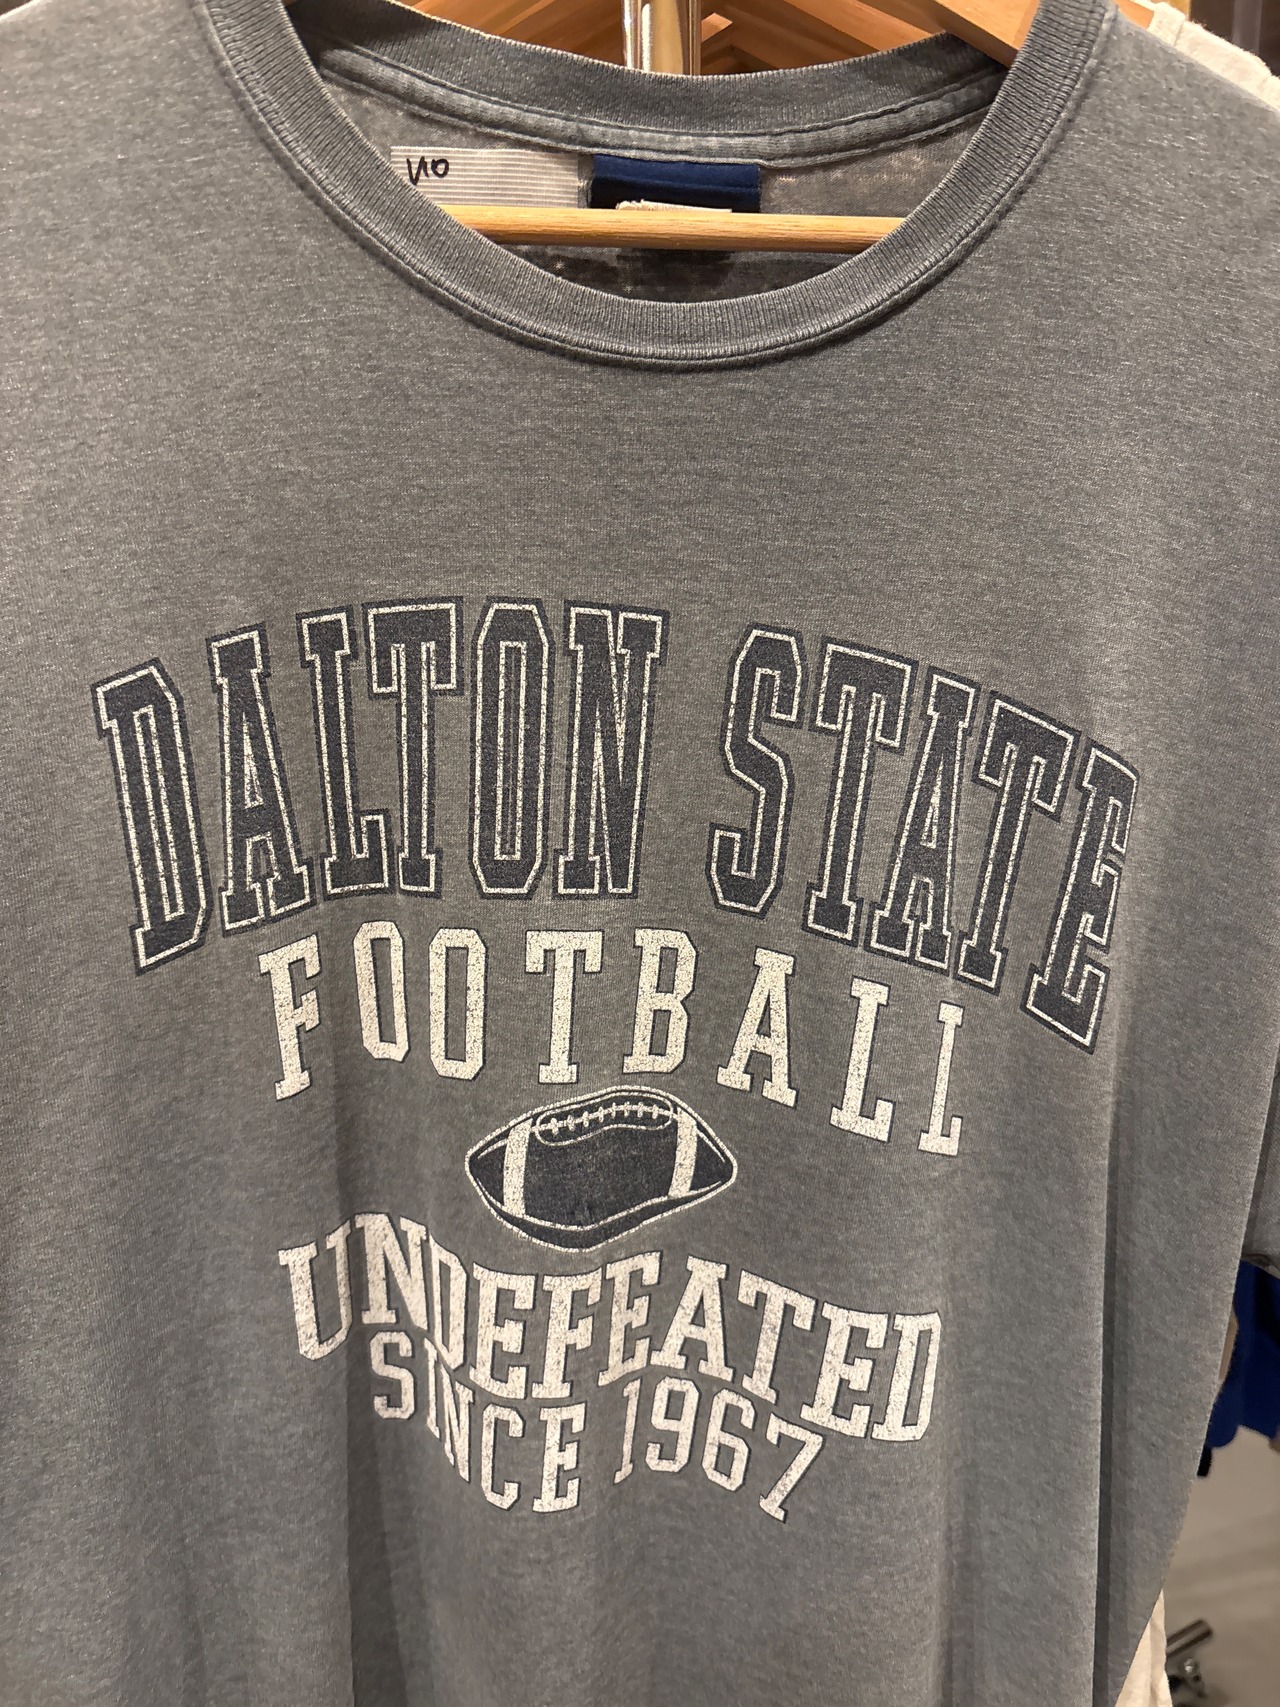 DALTON STATE
FOOTBALL
UNDEFEATED
SINCE 1967